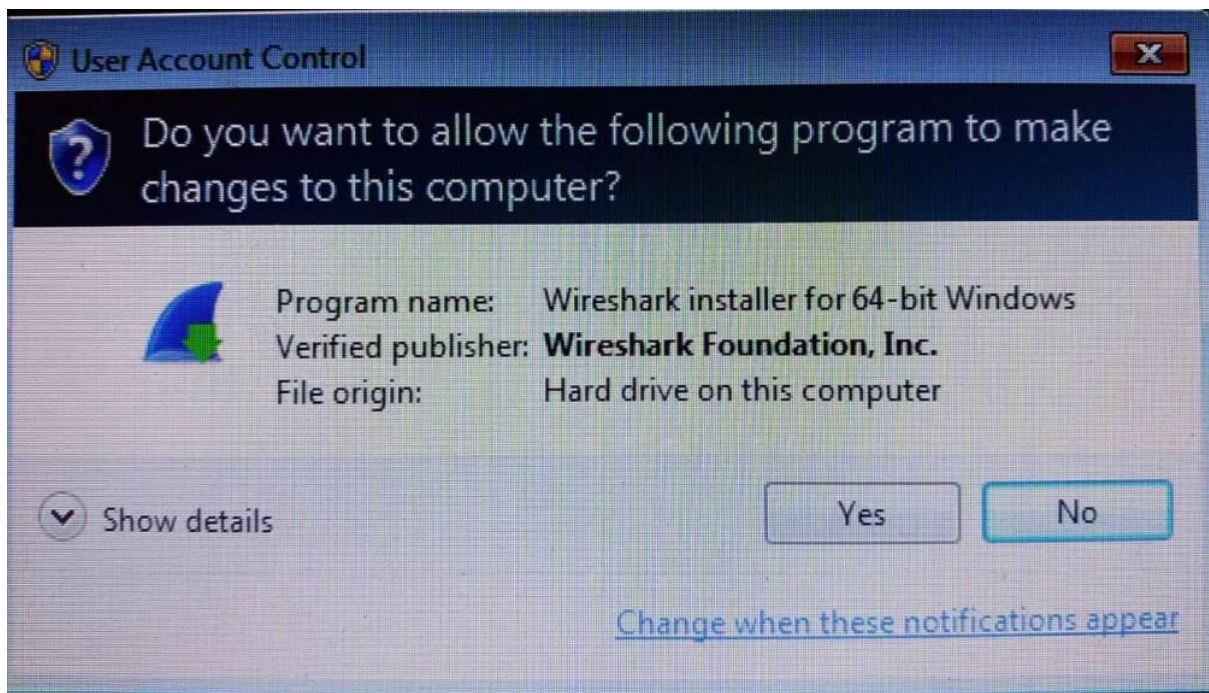 User Account Control
Do you want to allow the following program to make
changes to this computer?
Program name: Wireshark installer for 64-bit Windows
Verified publisher: Wireshark Foundation, Inc.
File origin: Hard drive on this computer
Show details
Yes
No
Change when these notifications appear